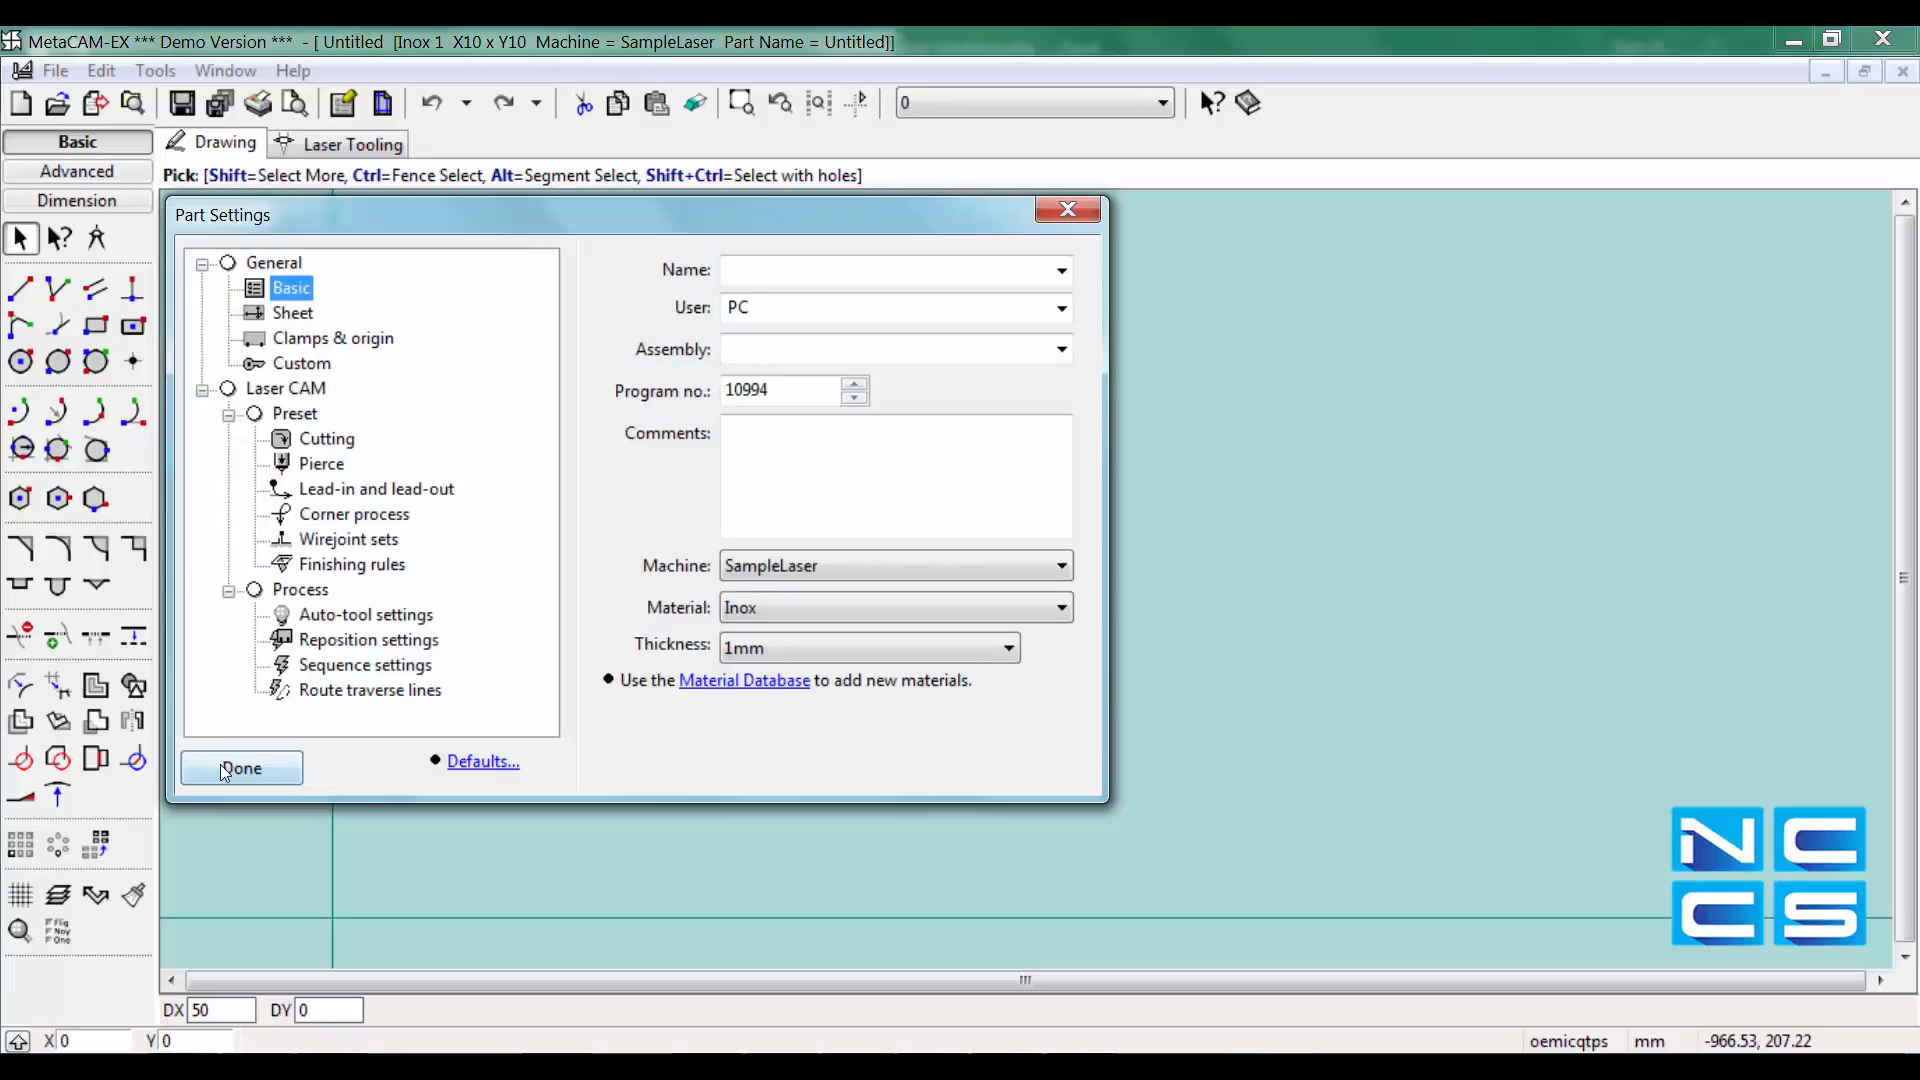 MetaCAM-EX *** Demo Version *** - [ Untitled [Inox 1 X10 x Y10 Machine = SampleLaser Part Name = Untitled]]
File Edit Tools Window Help
0
Basic
Drawing
Laser Tooling
Advanced
Pick: [Shift=Select More, Ctrl=Fence Select, Alt=Segment Select, Shift+Ctrl=Select with holes]
Dimension
Part Settings
General
Basic
Sheet
Clamps & origin
Custom
Laser CAM
Preset
Cutting
Pierce
Lead-in and lead-out
Corner process
Wirejoint sets
Finishing rules
Process
Auto-tool settings
Reposition settings
Sequence settings
Route traverse lines
Name:
User: PC
Assembly:
Program no.: 10994
Comments:
Machine: SampleLaser
Material: Inox
Thickness: 1mm
Use the Material Database to add new materials.
Done
Defaults...
NC
CS
DX 50 DY 0
X 0 Y 0
oemicqtps mm -966.53, 207.22